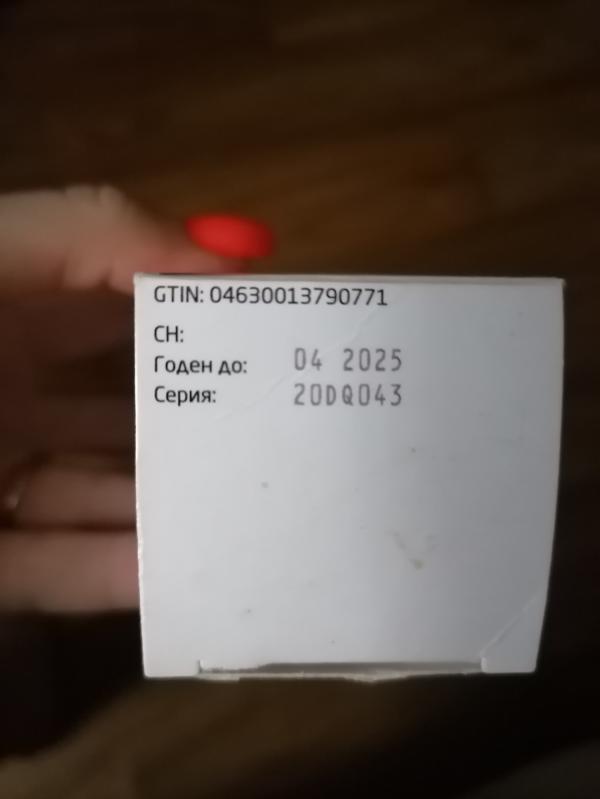 GTIN: 04630013790771
СН:
Годен до: 04 2025
Серия: 20DQ043